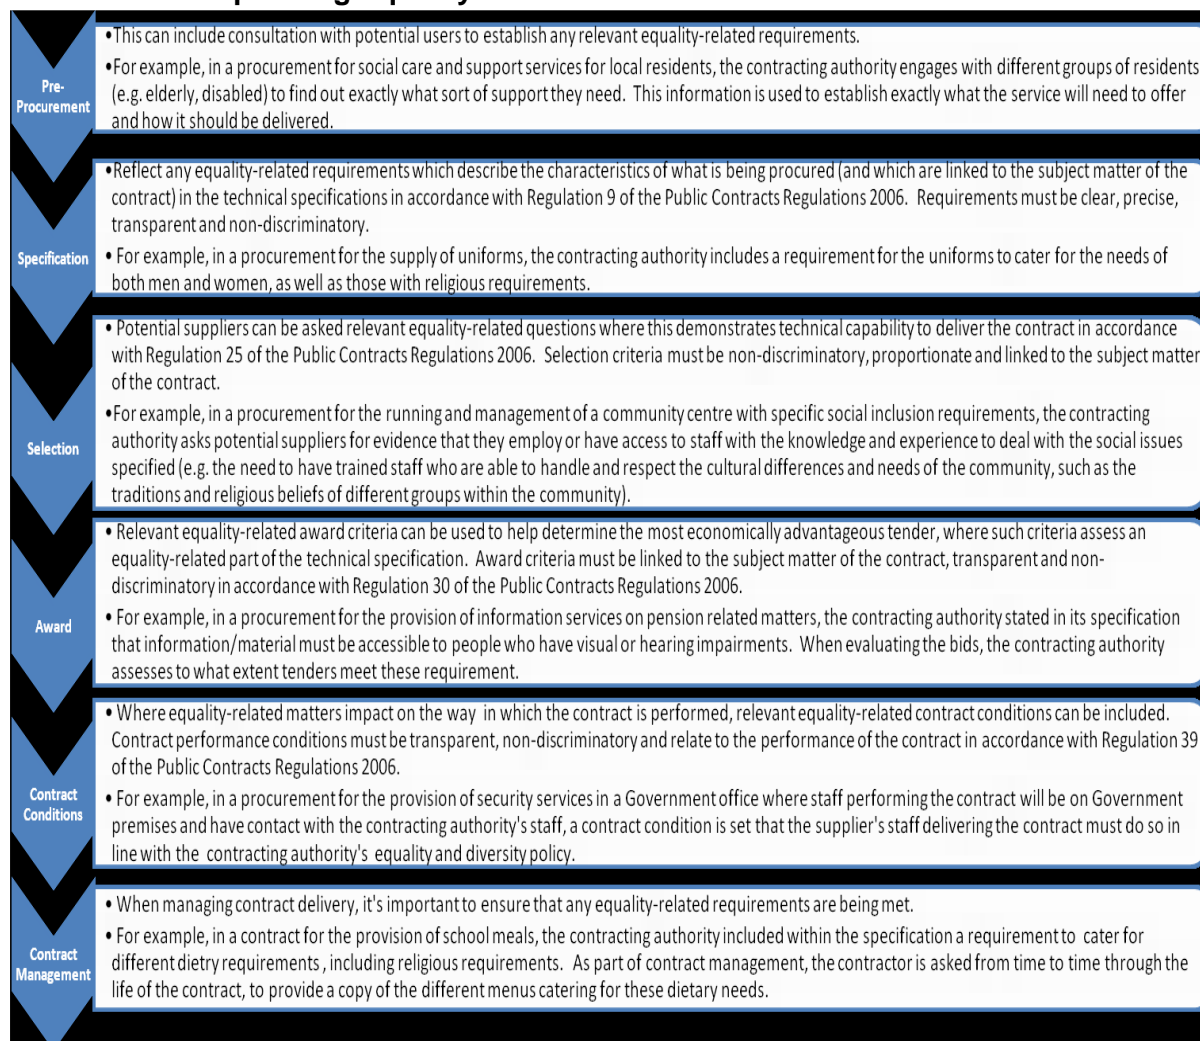 Pre-
Procurement
•This can include consultation with potential users to establish any relevant equality-related requirements.
•For example, in a procurement for social care and support services for local residents, the contracting authority engages with different groups of residents
(e.g. elderly, disabled) to find out exactly what sort of support they need. This information is used to establish exactly what the service will need to offer
and how it should be delivered.
Specification
•Reflect any equality-related requirements which describe the characteristics of what is being procured (and which are linked to the subject matter of the
contract) in the technical specifications in accordance with Regulation 9 of the Public Contracts Regulations 2006. Requirements must be clear, precise,
transparent and non-discriminatory.
• For example, in a procurement for the supply of uniforms, the contracting authority includes a requirement for the uniforms to cater for the needs of
both men and women, as well as those with religious requirements.
Selection
• Potential suppliers can be asked relevant equality-related questions where this demonstrates technical capability to deliver the contract in accordance
with Regulation 25 of the Public Contracts Regulations 2006. Selection criteria must be non-discriminatory, proportionate and linked to the subject matter
of the contract.
•For example, in a procurement for the running and management of a community centre with specific social inclusion requirements, the contracting
authority asks potential suppliers for evidence that they employ or have access to staff with the knowledge and experience to deal with the social issues
specified (e.g. the need to have trained staff who are able to handle and respect the cultural differences and needs of the community, such as the
traditions and religious beliefs of different groups within the community).
Award
• Relevant equality-related award criteria can be used to help determine the most economically advantageous tender, where such criteria assess an
equality-related part of the technical specification. Award criteria must be linked to the subject matter of the contract, transparent and non-
discriminatory in accordance with Regulation 30 of the Public Contracts Regulations 2006.
• For example, in a procurement for the provision of information services on pension related matters, the contracting authority stated in its specification
that information/material must be accessible to people who have visual or hearing impairments. When evaluating the bids, the contracting authority
assesses to what extent tenders meet these requirement.
Contract
Conditions
• Where equality-related matters impact on the way in which the contract is performed, relevant equality-related contract conditions can be included.
Contract performance conditions must be transparent, non-discriminatory and relate to the performance of the contract in accordance with Regulation 39
of the Public Contracts Regulations 2006.
• For example, in a procurement for the provision of security services in a Government office where staff performing the contract will be on Government
premises and have contact with the contracting authority's staff, a contract condition is set that the supplier's staff delivering the contract must do so in
line with the contracting authority's equality and diversity policy.
Contract
Management
• When managing contract delivery, it's important to ensure that any equality-related requirements are being met.
• For example, in a contract for the provision of school meals, the contracting authority included within the specification a requirement to cater for
different dietry requirements , including religious requirements. As part of contract management, the contractor is asked from time to time through the
life of the contract, to provide a copy of the different menus catering for these dietary needs.